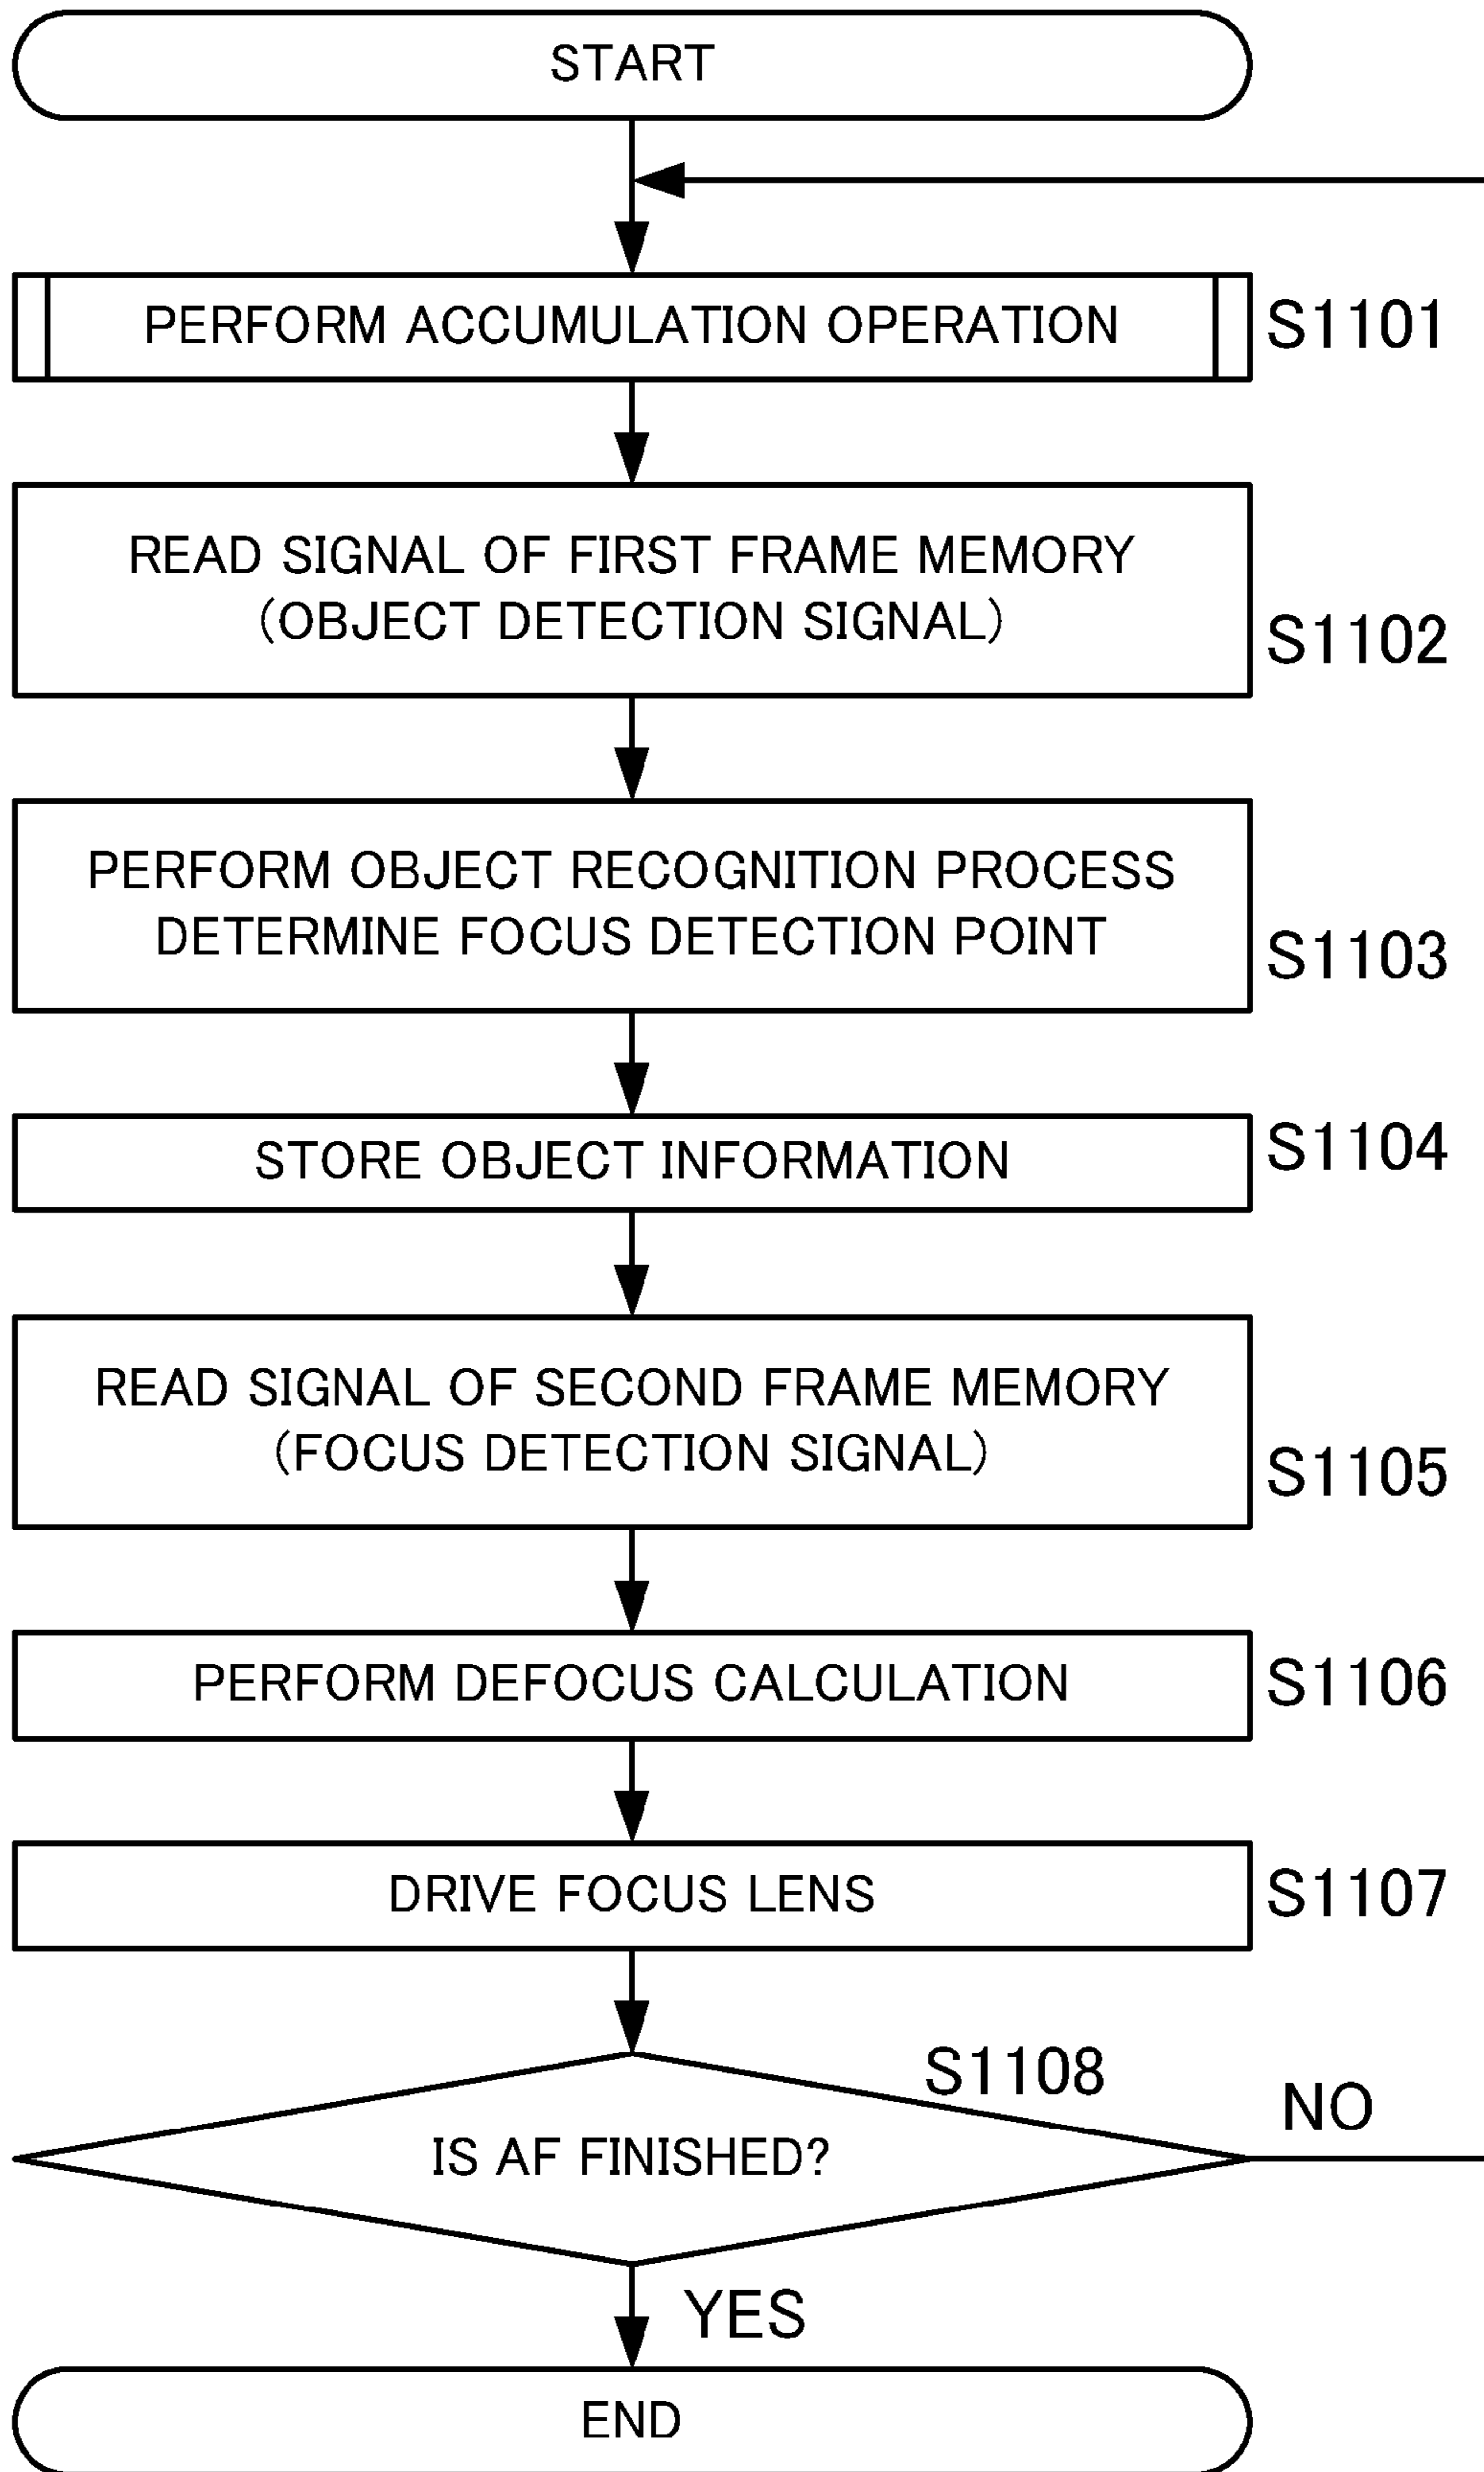 START
PERFORM ACCUMULATION OPERATION
S1101
READ SIGNAL OF FIRST FRAME MEMORY
(OBJECT DETECTION SIGNAL)
S1102
PERFORM OBJECT RECOGNITION PROCESS
DETERMINE FOCUS DETECTION POINT
S1103
STORE OBJECT INFORMATION
S1104
READ SIGNAL OF SECOND FRAME MEMORY
(FOCUS DETECTION SIGNAL)
S1105
PERFORM DEFOCUS CALCULATION
S1106
DRIVE FOCUS LENS
S1107
S1108
IS AF FINISHED?
NO
YES
END